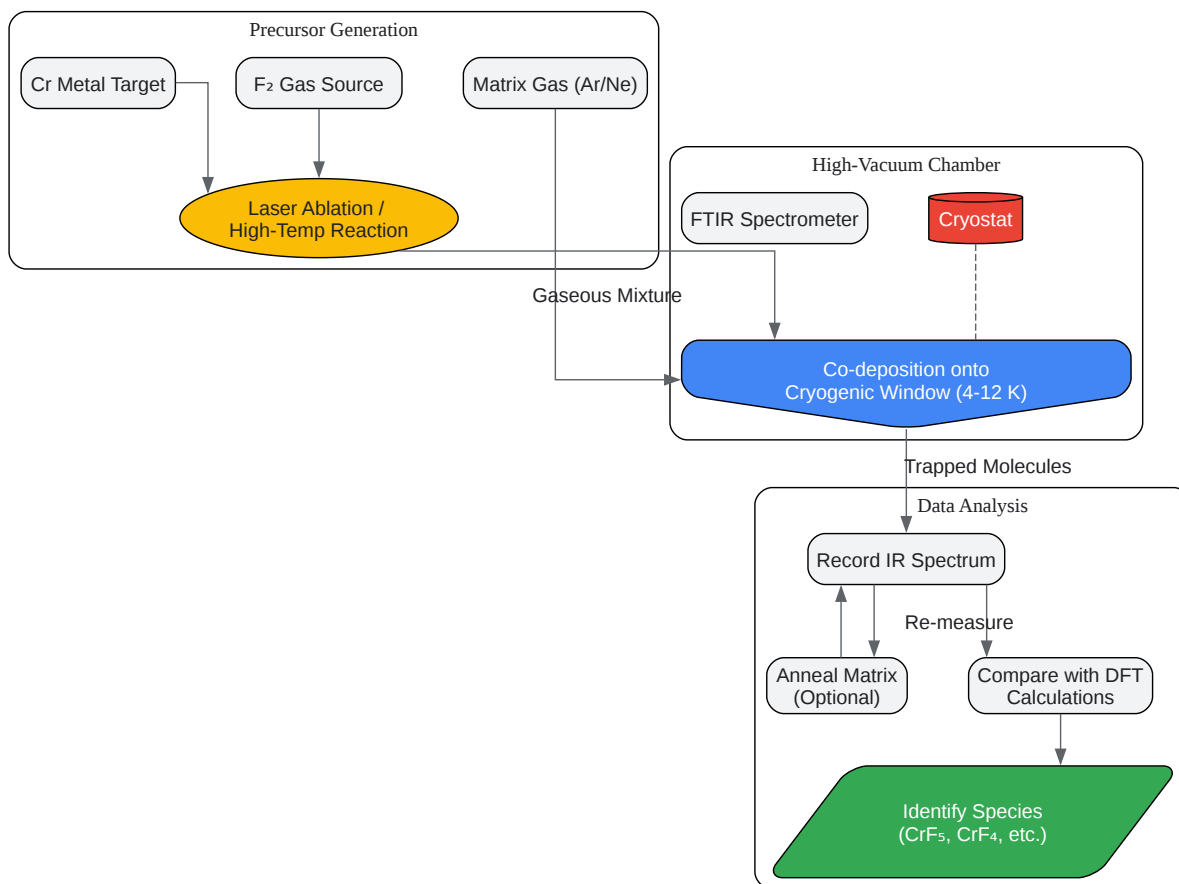 Precursor Generation
Cr Metal Target
F₂ Gas Source
Matrix Gas (Ar/Ne)
Laser Ablation /
High-Temp Reaction
High-Vacuum Chamber
FTIR Spectrometer
Cryostat
Gaseous Mixture
Co-deposition onto
Cryogenic Window (4-12 K)
Trapped Molecules
Data Analysis
Record IR Spectrum
Re-measure
Anneal Matrix
(Optional)
Compare with DFT
Calculations
Identify Species
(CrF₅, CrF₄, etc.)